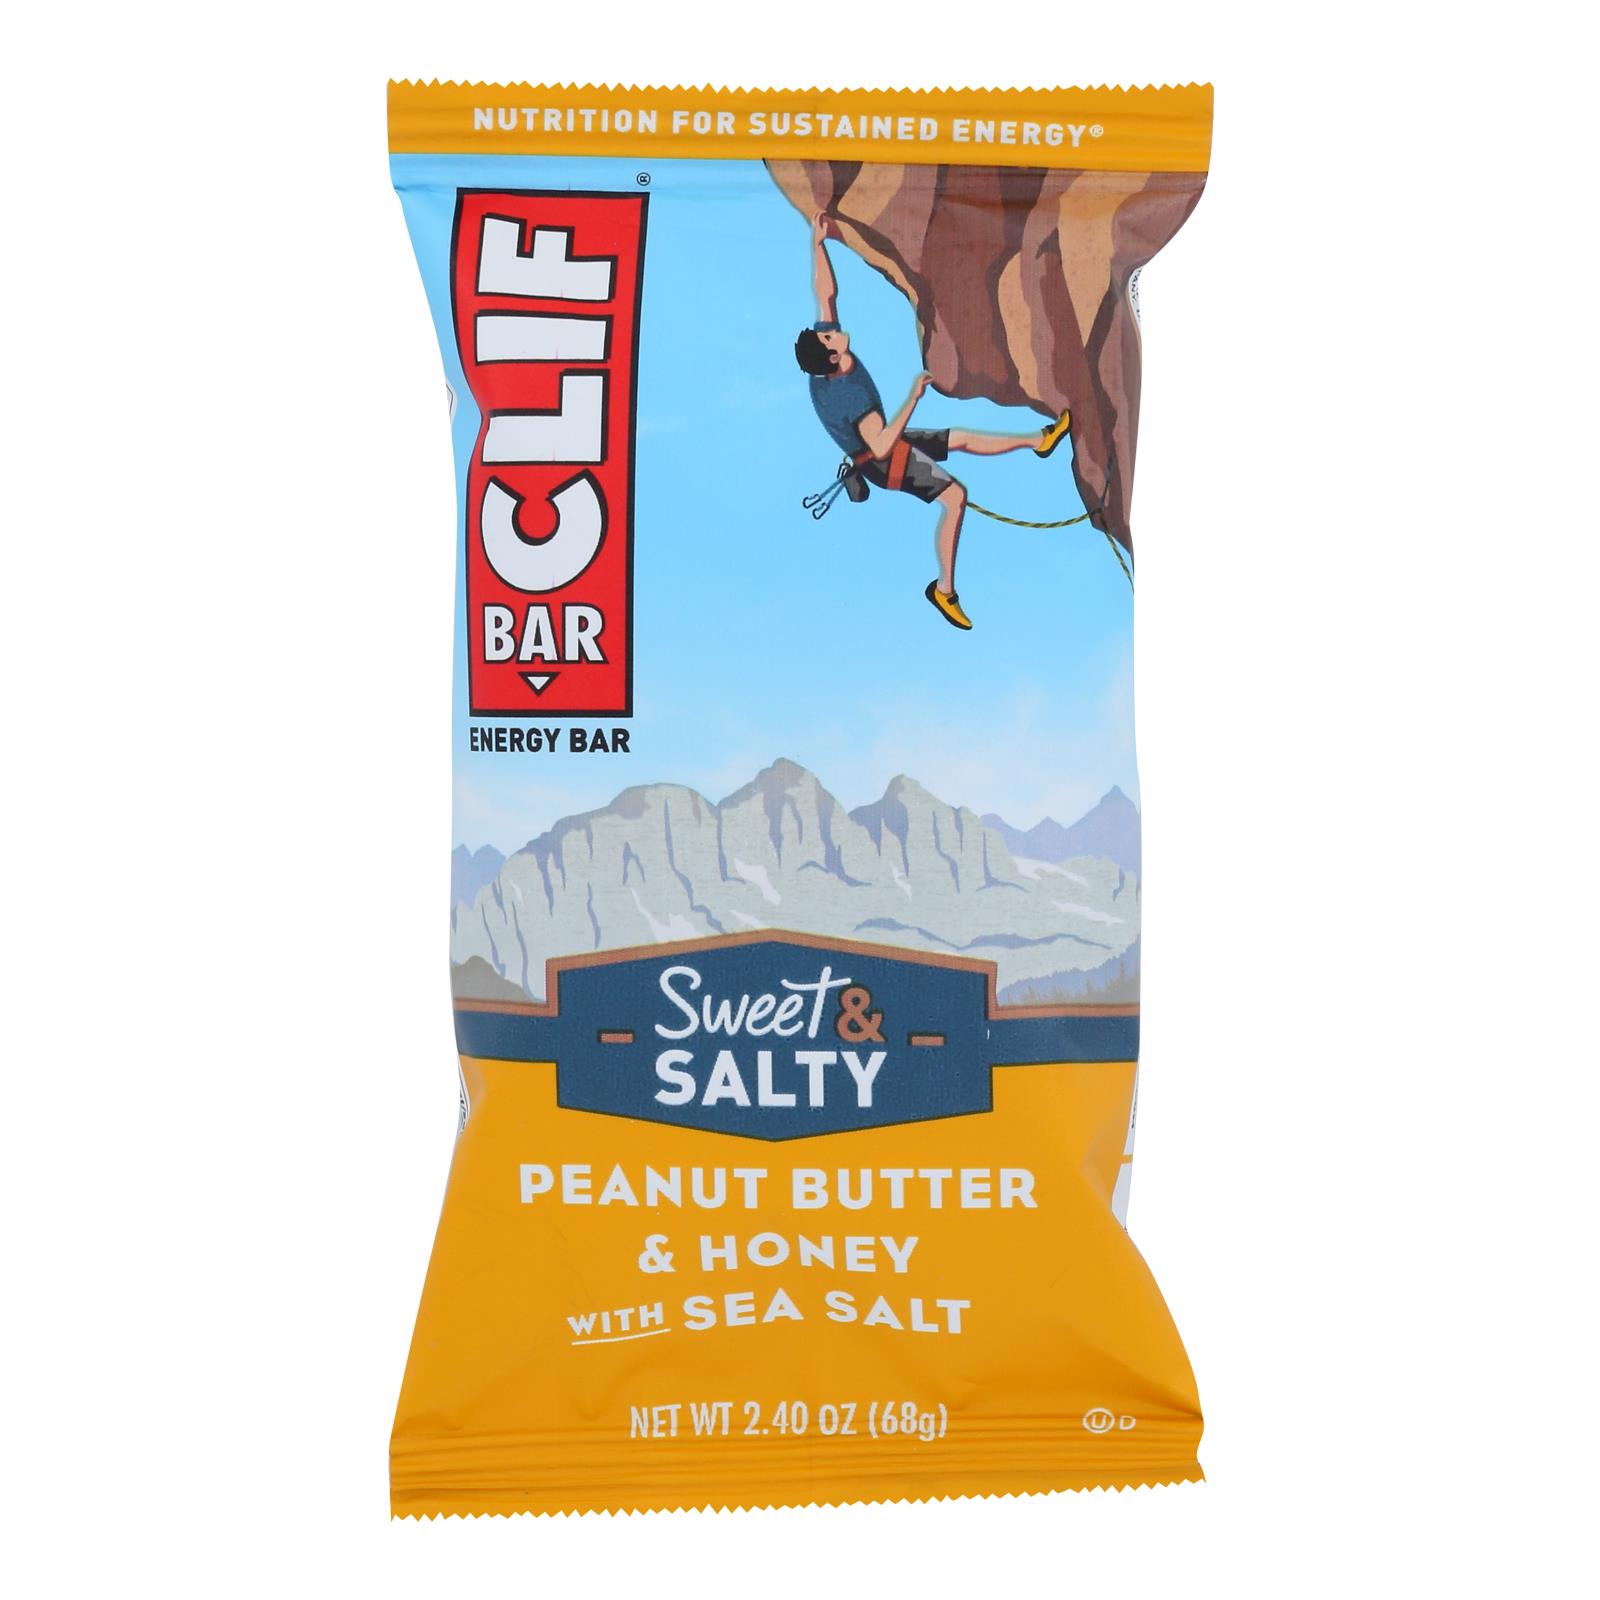 NUTRITION FOR SUSTAINED ENERGY®
CLIF®
BAR
ENERGY BAR
Sweet &
SALTY
PEANUT BUTTER
& HONEY
WITH SEA SALT
NET WT 2.40 OZ (68g)
U D